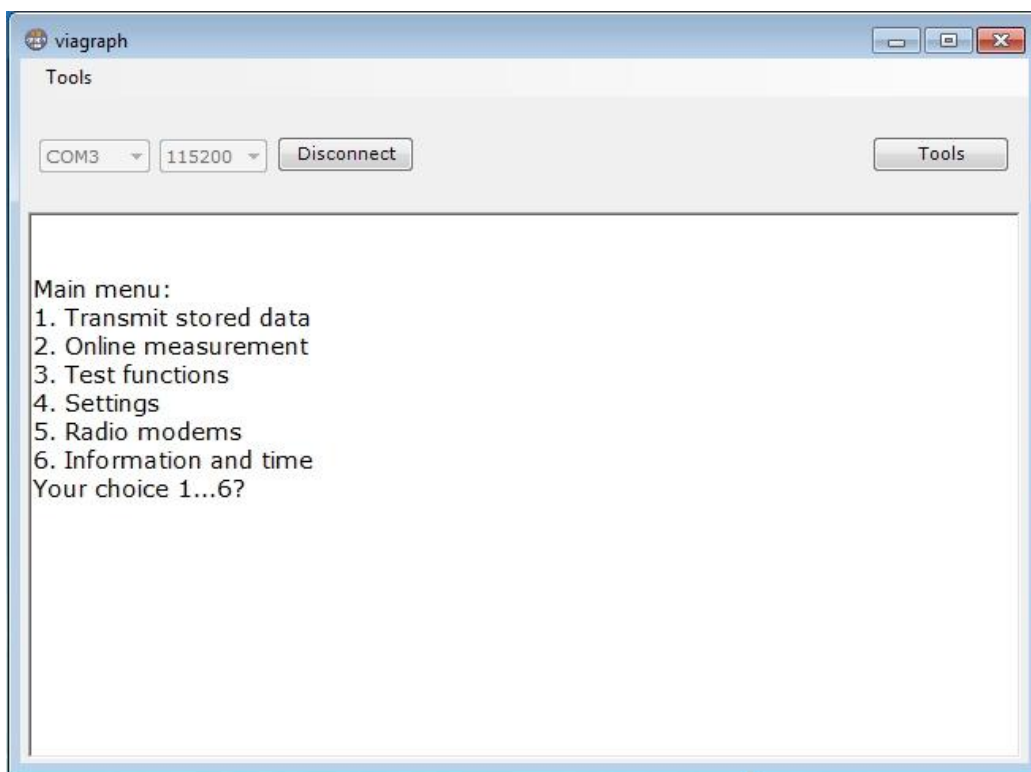 viagraph
Tools
COM3 115200 Disconnect Tools
Main menu:
1. Transmit stored data
2. Online measurement
3. Test functions
4. Settings
5. Radio modems
6. Information and time
Your choice 1...6?